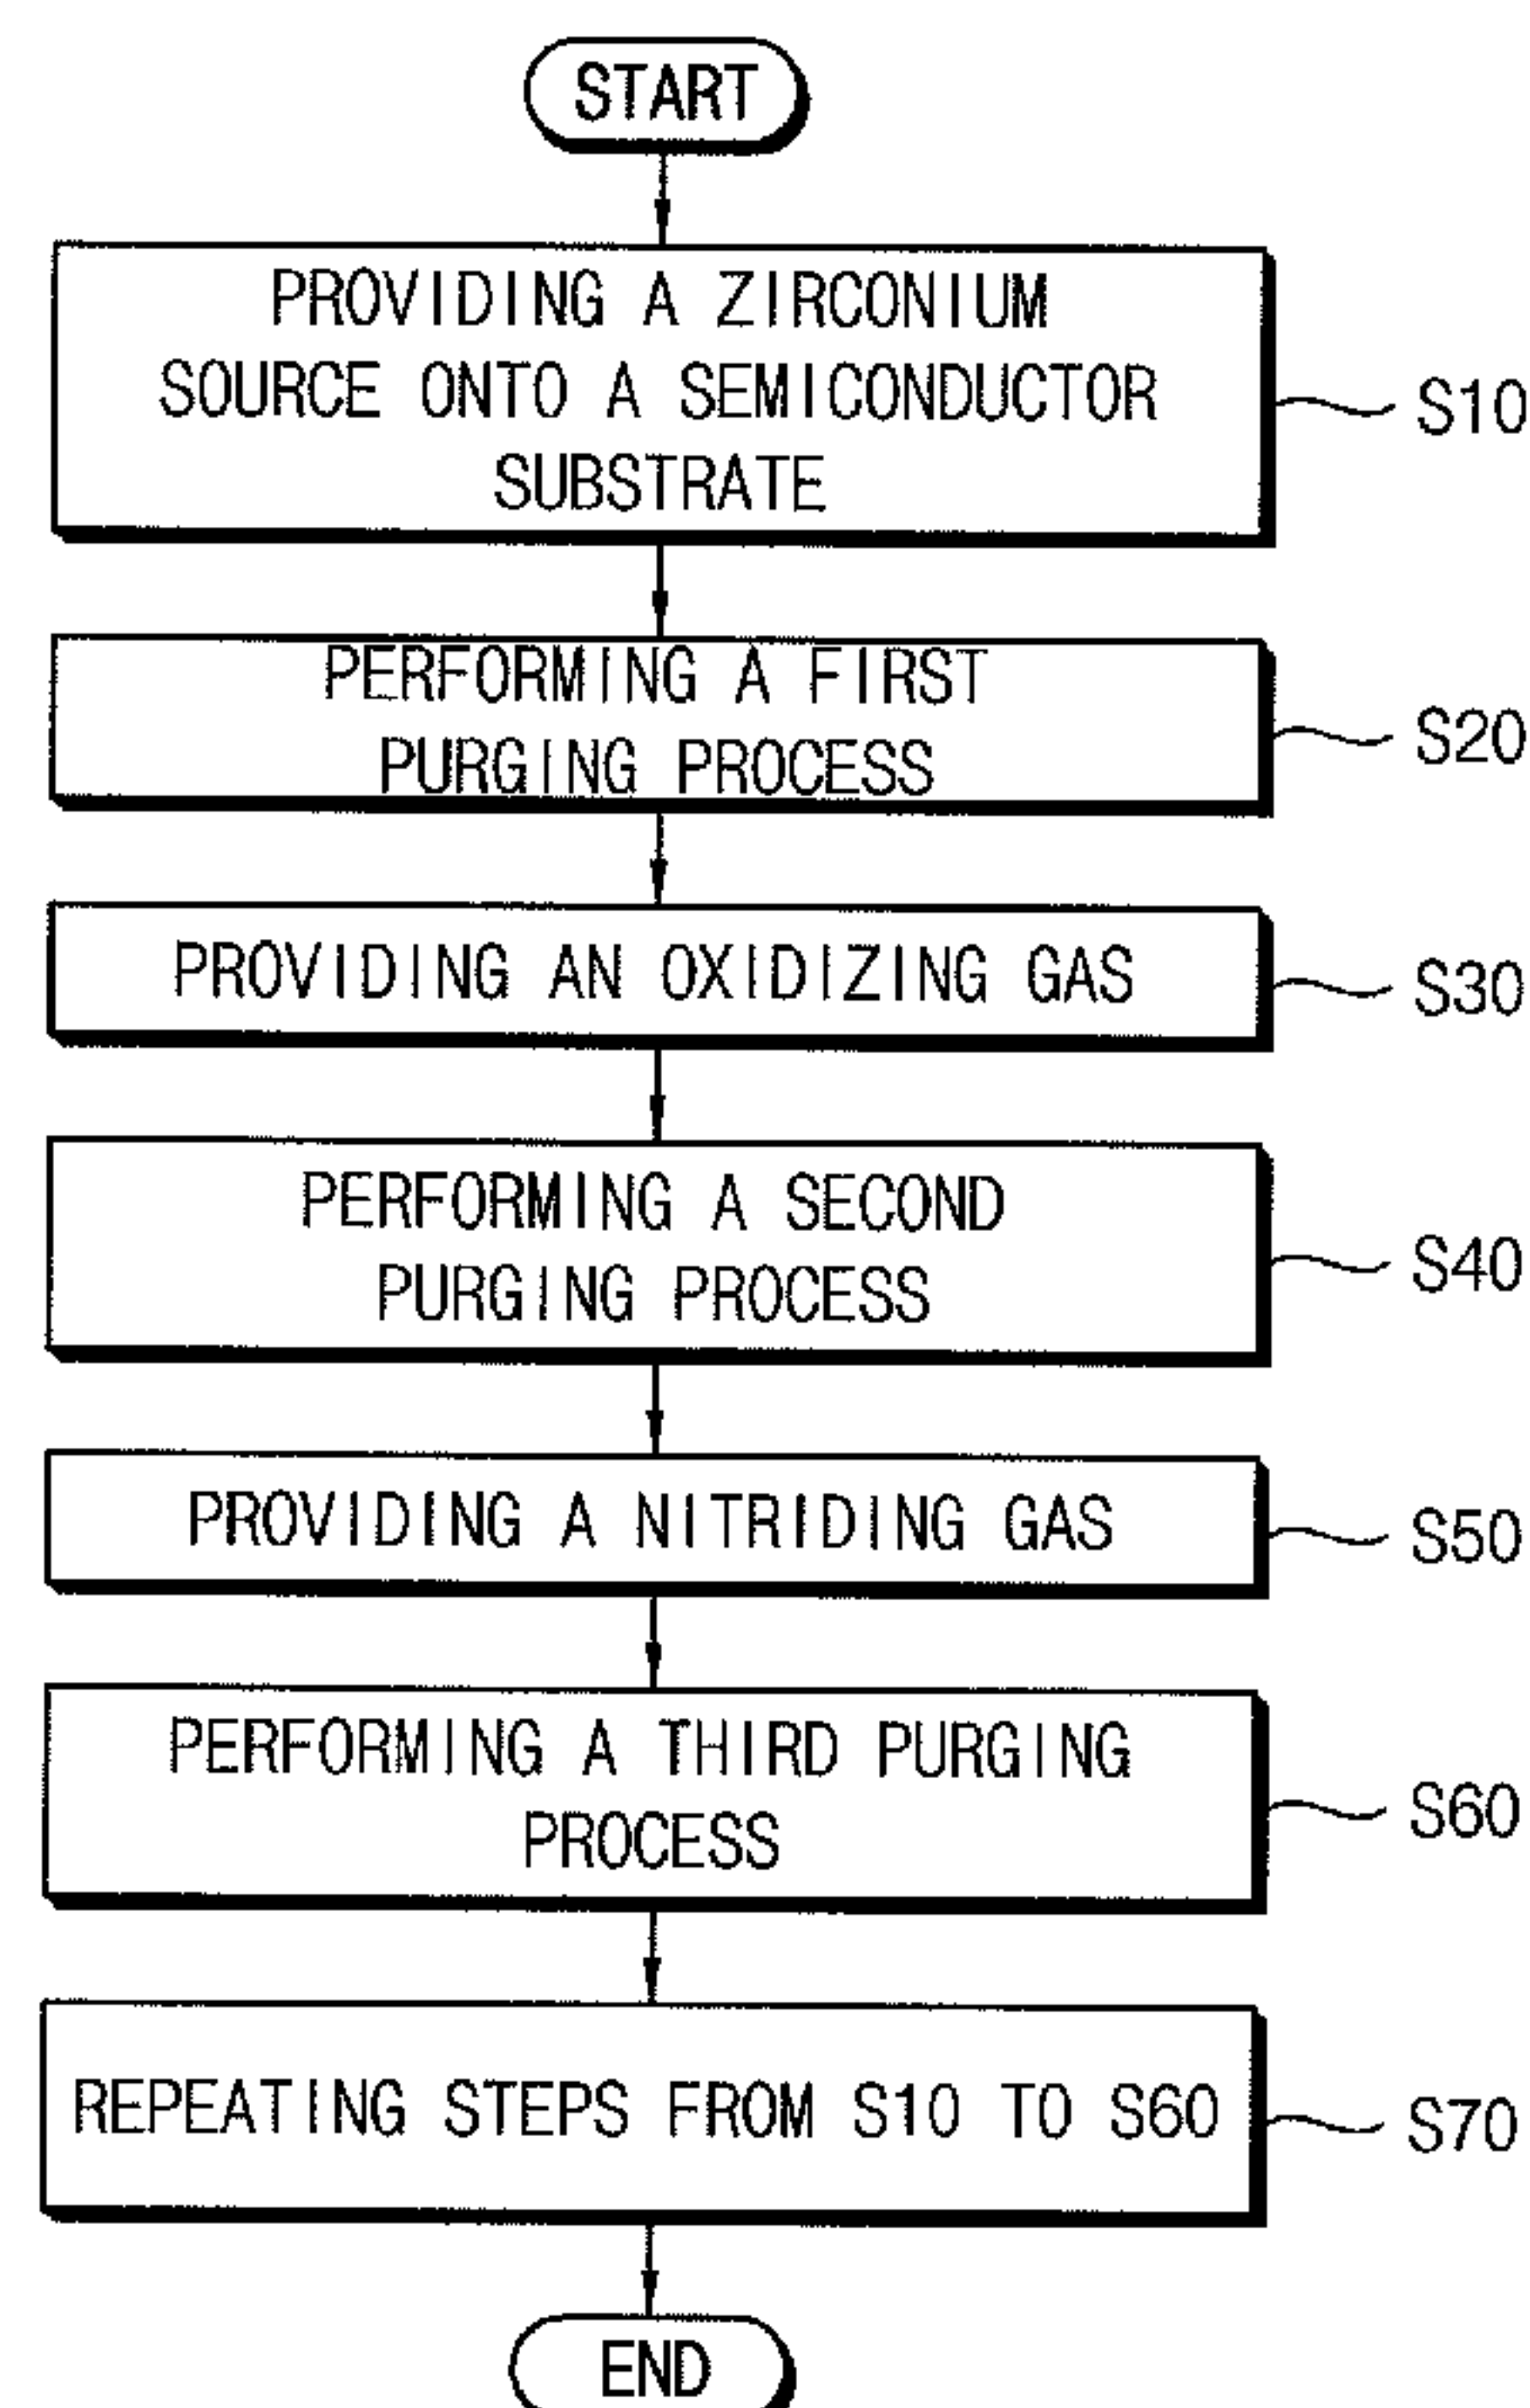 START
PROVIDING A ZIRCONIUM
SOURCE ONTO A SEMICONDUCTOR
SUBSTRATE
S10
PERFORMING A FIRST
PURGING PROCESS
S20
PROVIDING AN OXIDIZING GAS
S30
PERFORMING A SECOND
PURGING PROCESS
S40
PROVIDING A NITRIDING GAS
S50
PERFORMING A THIRD PURGING
PROCESS
S60
REPEATING STEPS FROM S10 TO S60
S70
END